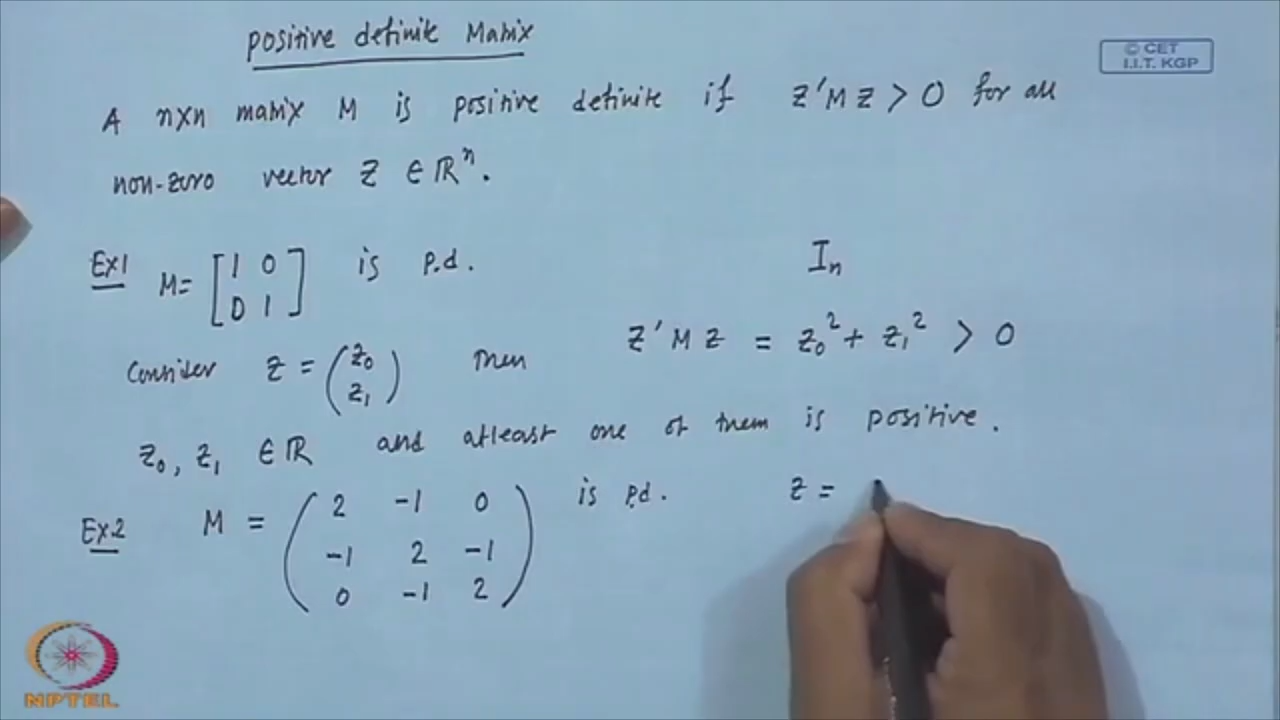 positive definite Matrix
© CET
I.I.T. KGP
A n×n matrix M is positive definite if z'Mz > 0 for all
non-zero vector z ∈ ℝⁿ.
Ex1 M = [1 0
0 1] is p.d.
Iₙ
Consider z = (z₀
z₁) Then z'Mz = z₀² + z₁² > 0
z₀, z₁ ∈ ℝ and atleast one of them is positive.
Ex.2 M = (2 -1 0
-1 2 -1
0 -1 2) is p.d. z =
NPTEL